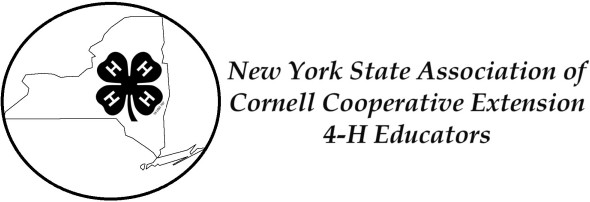 H H
H H
New York State Association of
Cornell Cooperative Extension
4-H Educators